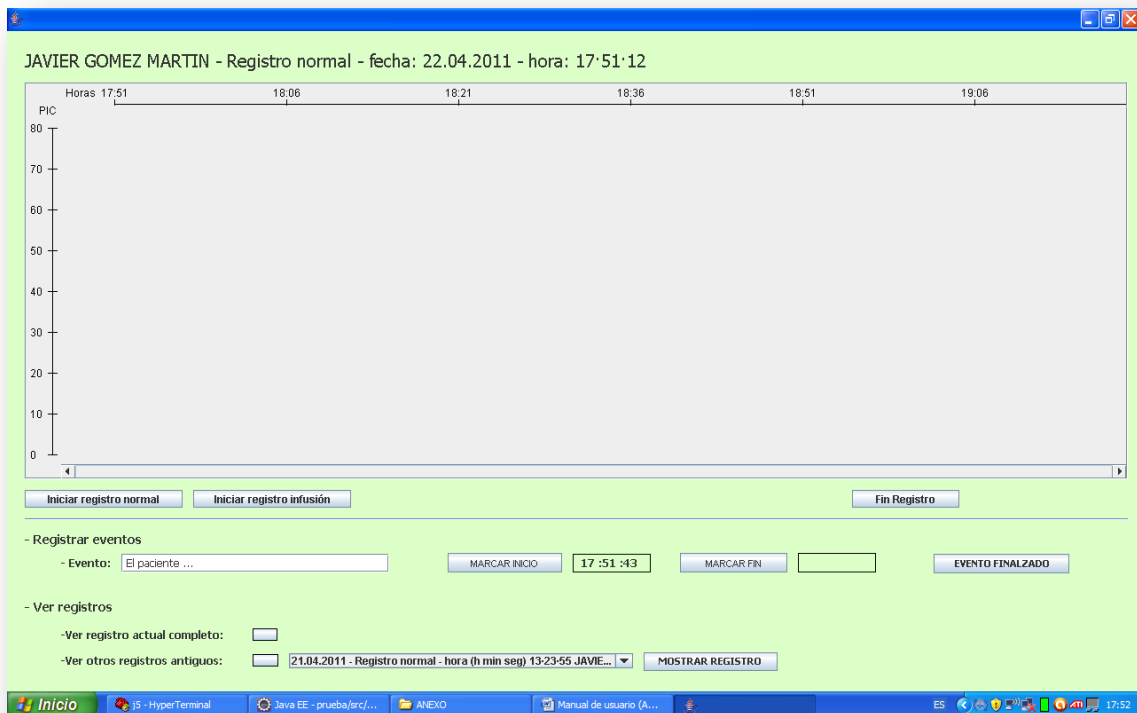 JAVIER GOMEZ MARTIN - Registro normal - fecha: 22.04.2011 - hora: 17·51·12
Horas 17:51 18:06 18:21 18:36 18:51 19:06
PIC
80
70
60
50
40
30
20
10
0
Iniciar registro normal Iniciar registro infusión Fin Registro
- Registrar eventos
- Evento: El paciente ... MARCAR INICIO 17 :51 :43 MARCAR FIN EVENTO FINALZADO
- Ver registros
-Ver registro actual completo:
-Ver otros registros antiguos: 21.04.2011 - Registro normal - hora (h min seg) 13-23-55 JAVIE... MOSTRAR REGISTRO
Inicio j5 - HyperTerminal Java EE - prueba/src/... ANEXO Manual de usuario (A... ES 17:52